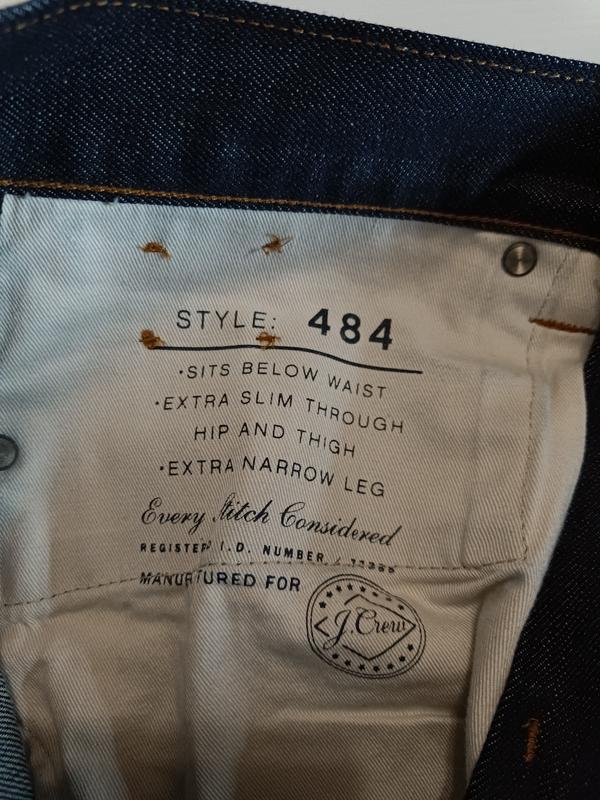 STYLE: 484
·SITS BELOW WAIST
·EXTRA SLIM THROUGH
HIP AND THIGH
·EXTRA NARROW LEG
Every Stitch Considered
I.D. NUMBER
FOR
J.Crew